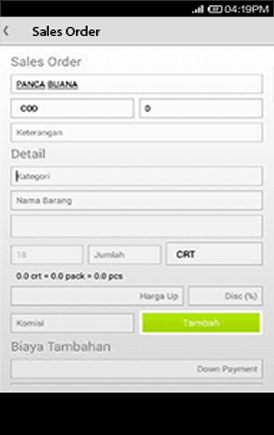 04:19PM
Sales Order
Sales Order
PANCA BUANA
COD 0
Keterangan
Detail
Kategori
Nama Barang
18 Jumlah CRT
0.0 crt = 0.0 pack = 0.0 pcs
Harga Up Disc (%)
Komisi Tambah
Biaya Tambahan
Down Payment